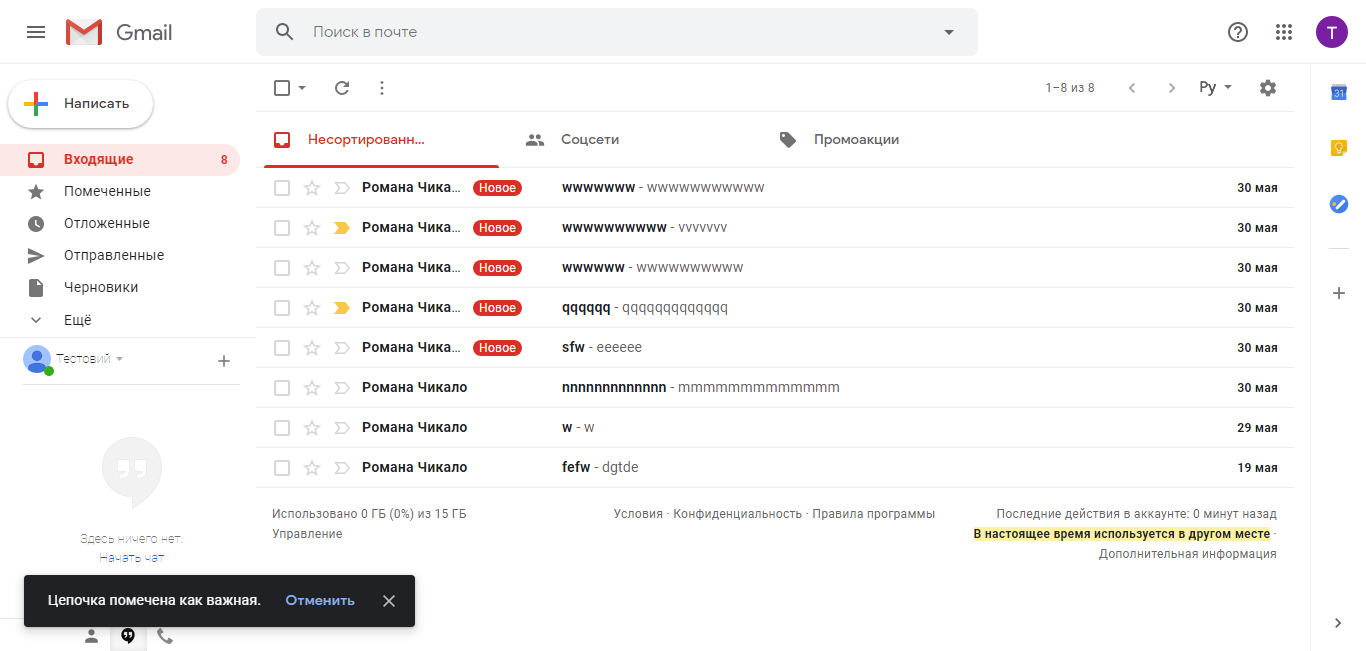 Gmail
Поиск в почте
T
Написать
1–8 из 8
Ру
31
Несортированн...
Соцсети
Промоакции
Входящие 8
Помеченные
Отложенные
Отправленные
Черновики
Ещё
Тестовий
Романа Чика... Новое wwwwwww - wwwwwwwwwww 30 мая
Романа Чика... Новое wwwwwwwwww - vvvvvvv 30 мая
Романа Чика... Новое wwwwww - wwwwwwwwww 30 мая
Романа Чика... Новое qqqqqq - qqqqqqqqqqqqq 30 мая
Романа Чика... Новое sfw - eeeeee 30 мая
Романа Чикало nnnnnnnnnnnnn - mmmmmmmmmmmmm 30 мая
Романа Чикало w - w 29 мая
Романа Чикало fefw - dgtde 19 мая
Использовано 0 ГБ (0%) из 15 ГБ
Управление
Условия · Конфиденциальность · Правила программы
Последние действия в аккаунте: 0 минут назад
В настоящее время используется в другом месте ·
Дополнительная информация
Здесь ничего нет.
Начать чат
Цепочка помечена как важная. Отменить